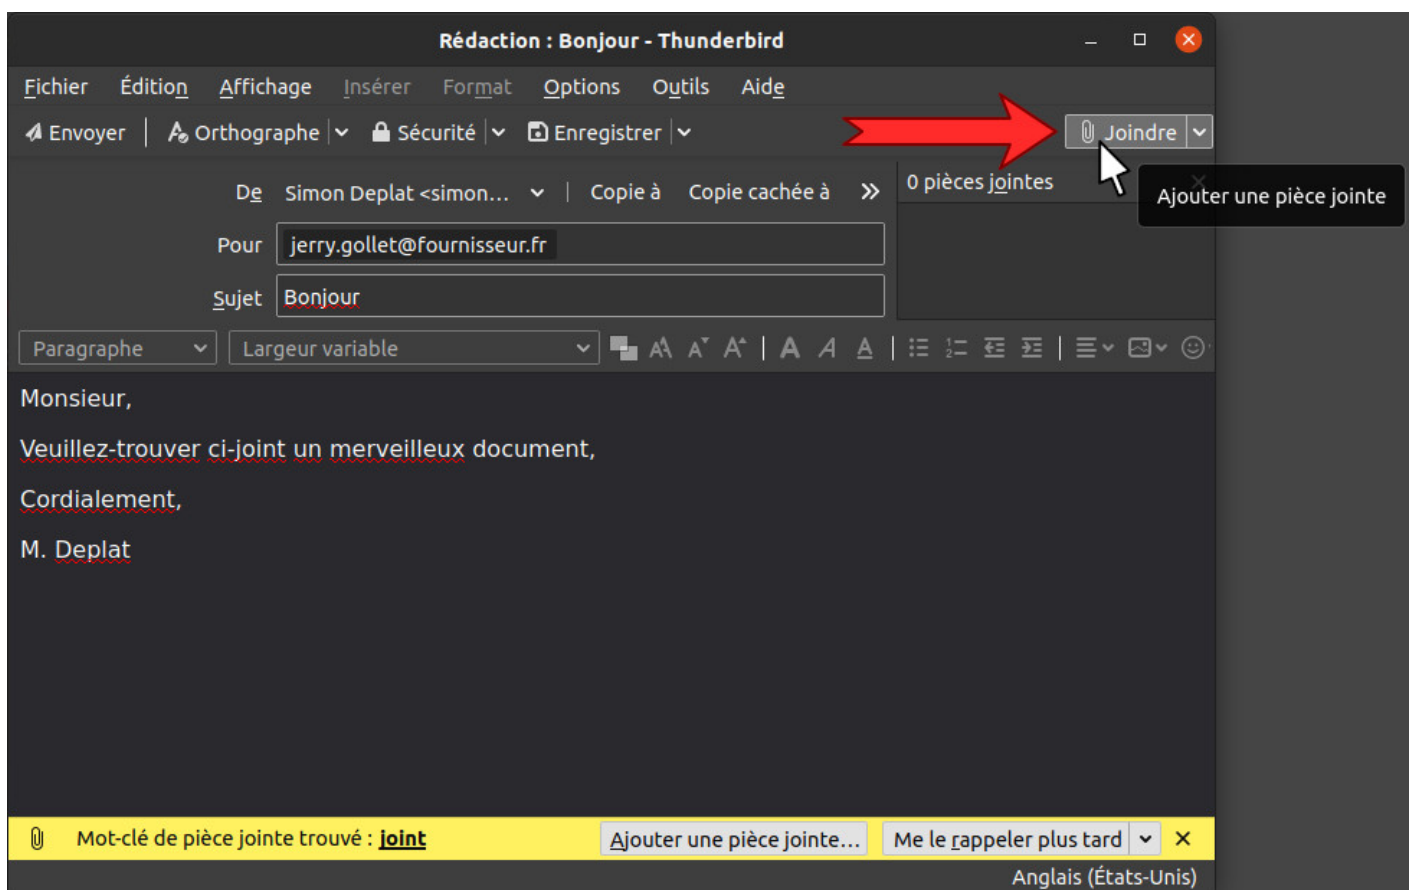 Rédaction : Bonjour - Thunderbird
Fichier Édition Affichage Insérer Format Options Outils Aide
Envoyer Orthographe Sécurité Enregistrer Joindre
De Simon Deplat <simon... Copie à Copie cachée à 0 pièces jointes
Ajouter une pièce jointe
Pour jerry.gollet@fournisseur.fr
Sujet Bonjour
Paragraphe Largeur variable
Monsieur,
Veuillez-trouver ci-joint un merveilleux document,
Cordialement,
M. Deplat
Mot-clé de pièce jointe trouvé : joint Ajouter une pièce jointe... Me le rappeler plus tard
Anglais (États-Unis)